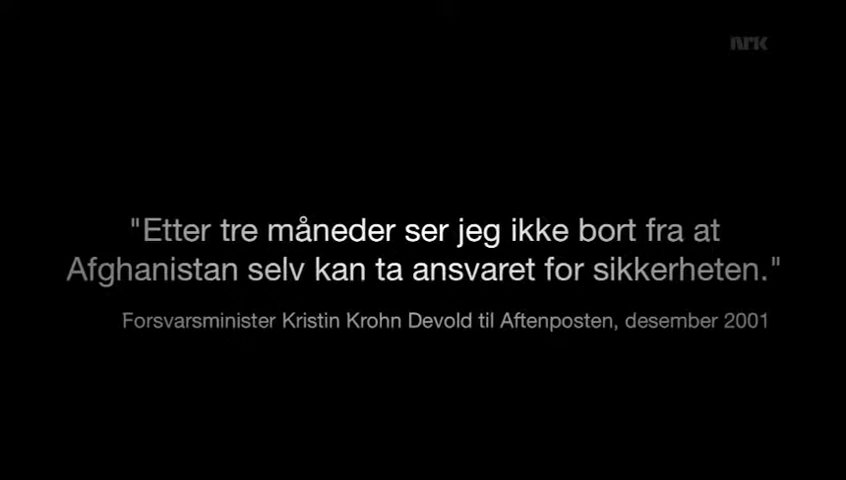 NRK
"Etter tre måneder ser jeg ikke bort fra at
Afghanistan selv kan ta ansvaret for sikkerheten."
Forsvarsminister Kristin Krohn Devold til Aftenposten, desember 2001